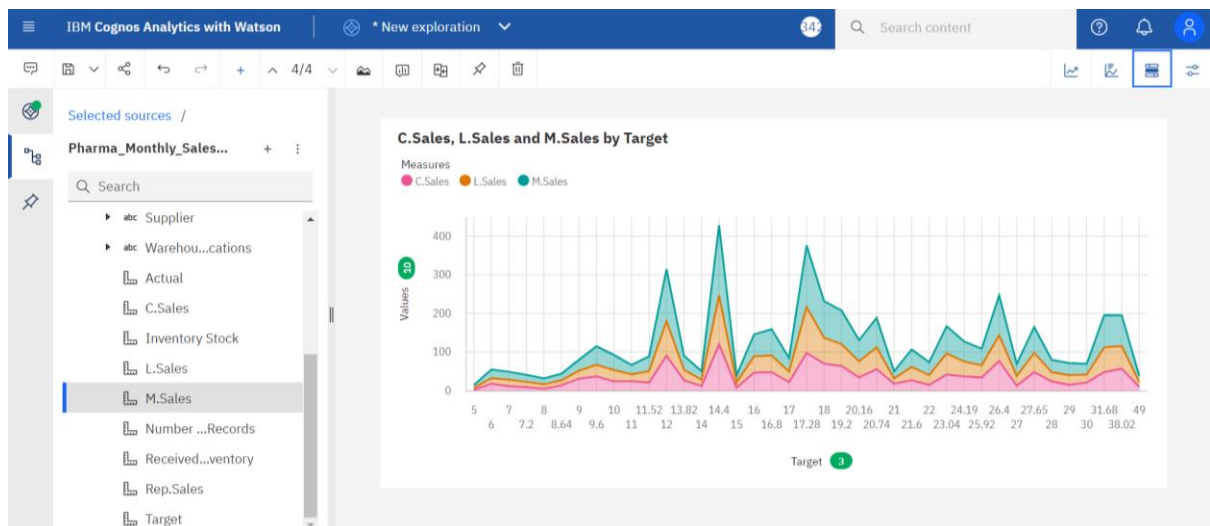 IBM Cognos Analytics with Watson
* New exploration
342
Search content
4/4
Selected sources /
Pharma_Monthly_Sales...
Search
abc Supplier
abc Warehou...cations
Actual
C.Sales
Inventory Stock
L.Sales
M.Sales
Number ...Records
Received...ventory
Rep.Sales
Target
C.Sales, L.Sales and M.Sales by Target
Measures
C.Sales L.Sales M.Sales
400
300
200
100
0
Values 10
5 7 8 9 10 11.52 13.82 14.4 16 17 18 20.16 21 22 24.19 26.4 27.65 29 31.68 49
6 7.2 8.64 9.6 11 12 14 15 16.8 17.28 19.2 20.74 21.6 23.04 25.92 27 28 30 38.02
Target 3